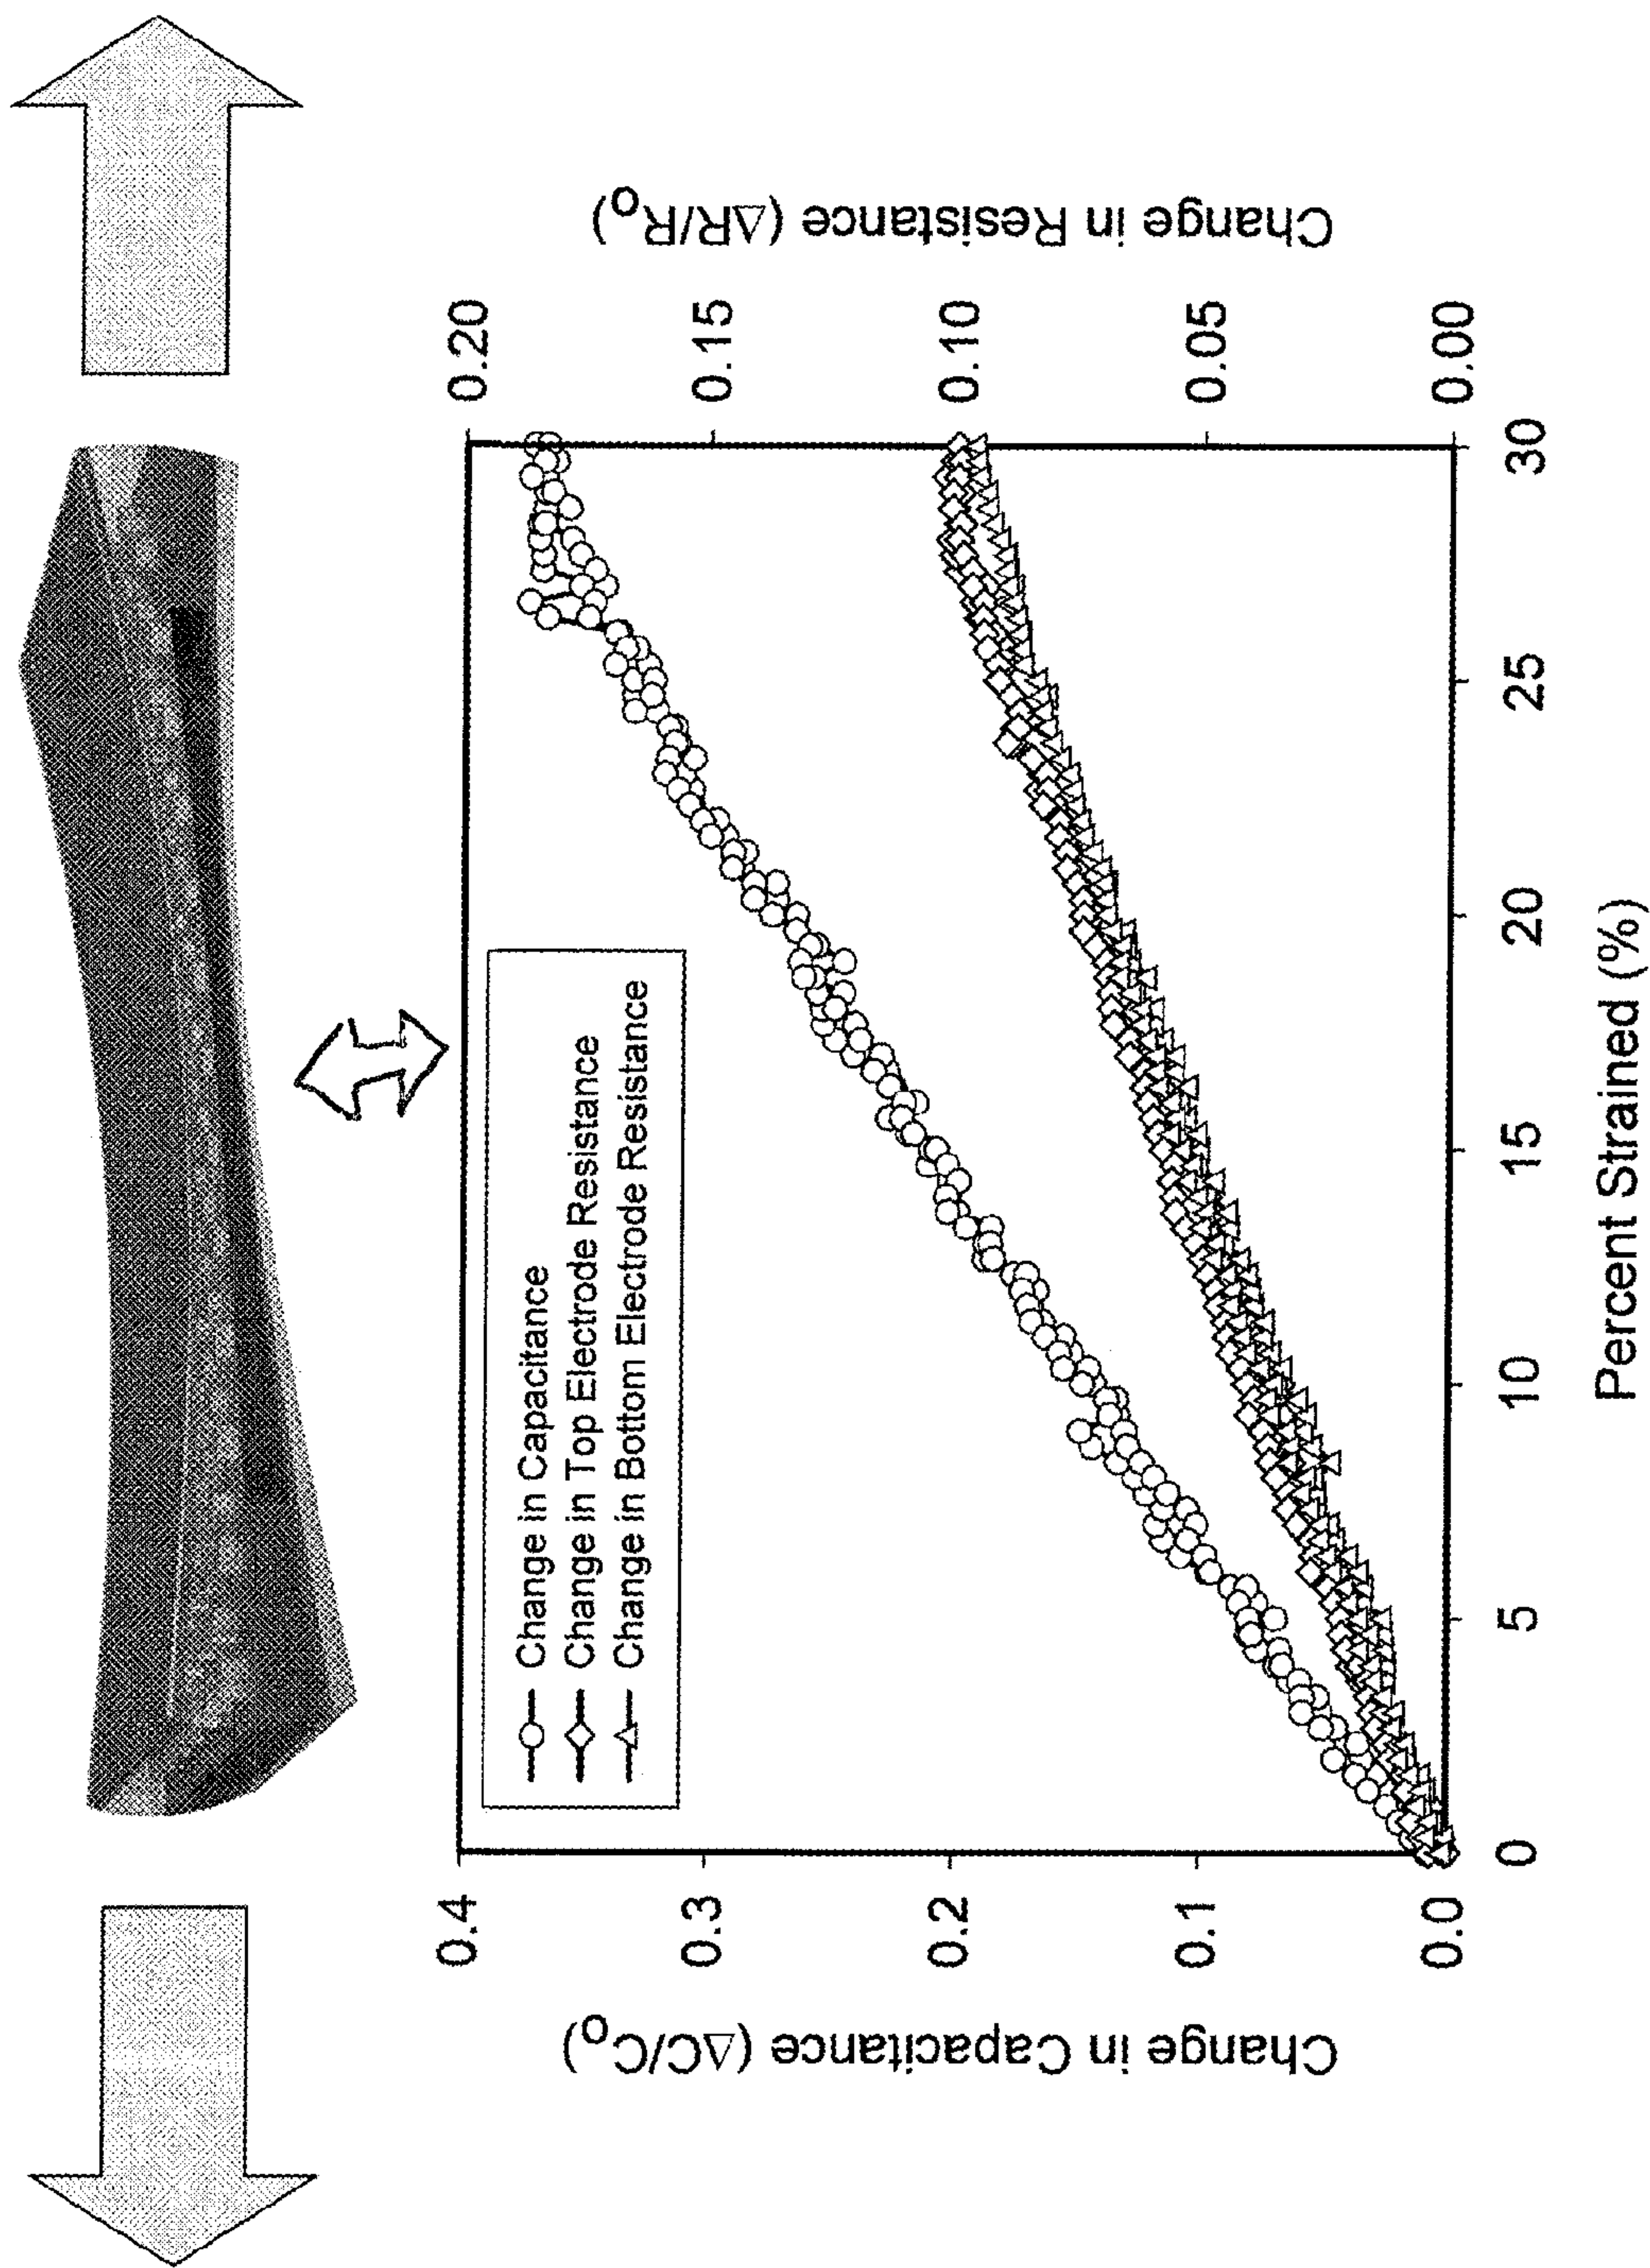 Change in Capacitance (ΔC/Co)
0.4
0.3
0.2
0.1
0.0
Change in Capacitance
Change in Top Electrode Resistance
Change in Bottom Electrode Resistance
0.20
0.15
0.10
0.05
0.00
Change in Resistance (ΔR/Ro)
0
5
10
15
20
25
30
Percent Strained (%)